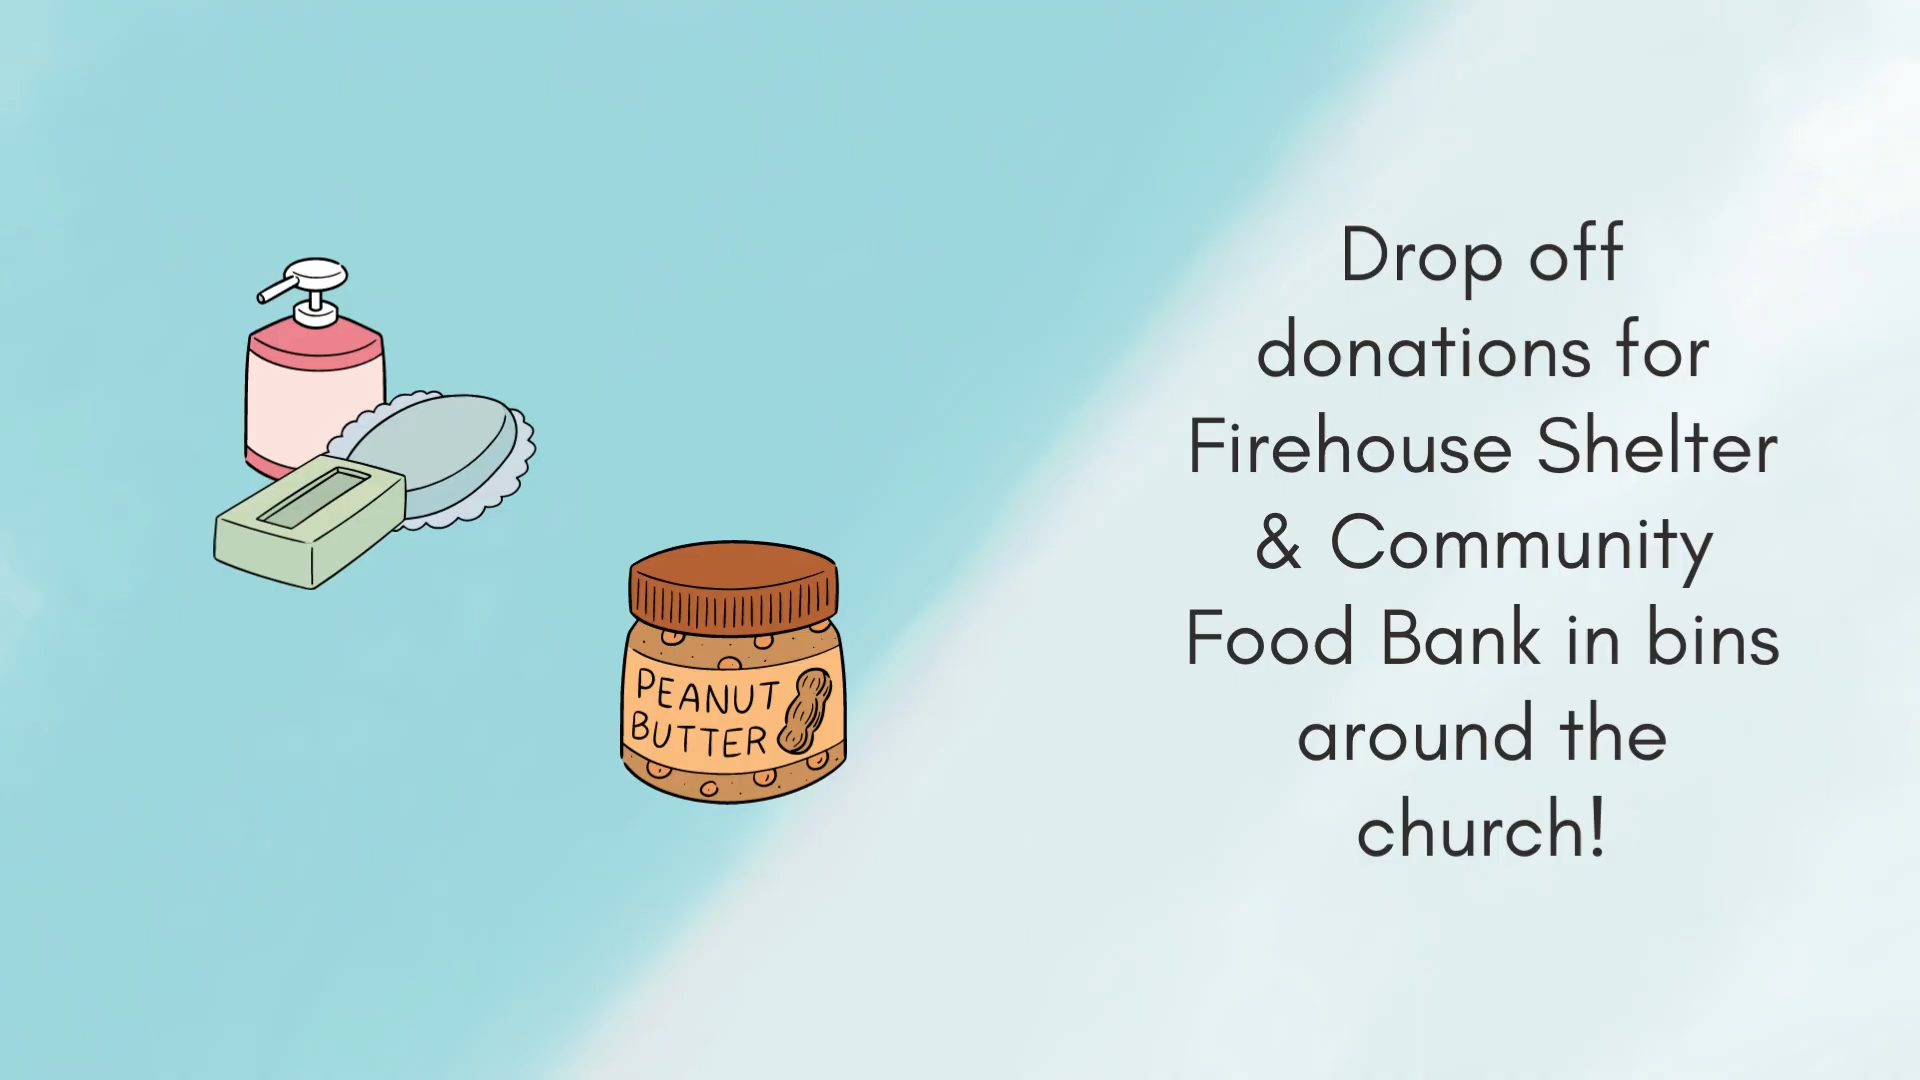 Drop off
donations for
Firehouse Shelter
& Community
Food Bank in bins
around the
church!
PEANUT
BUTTER